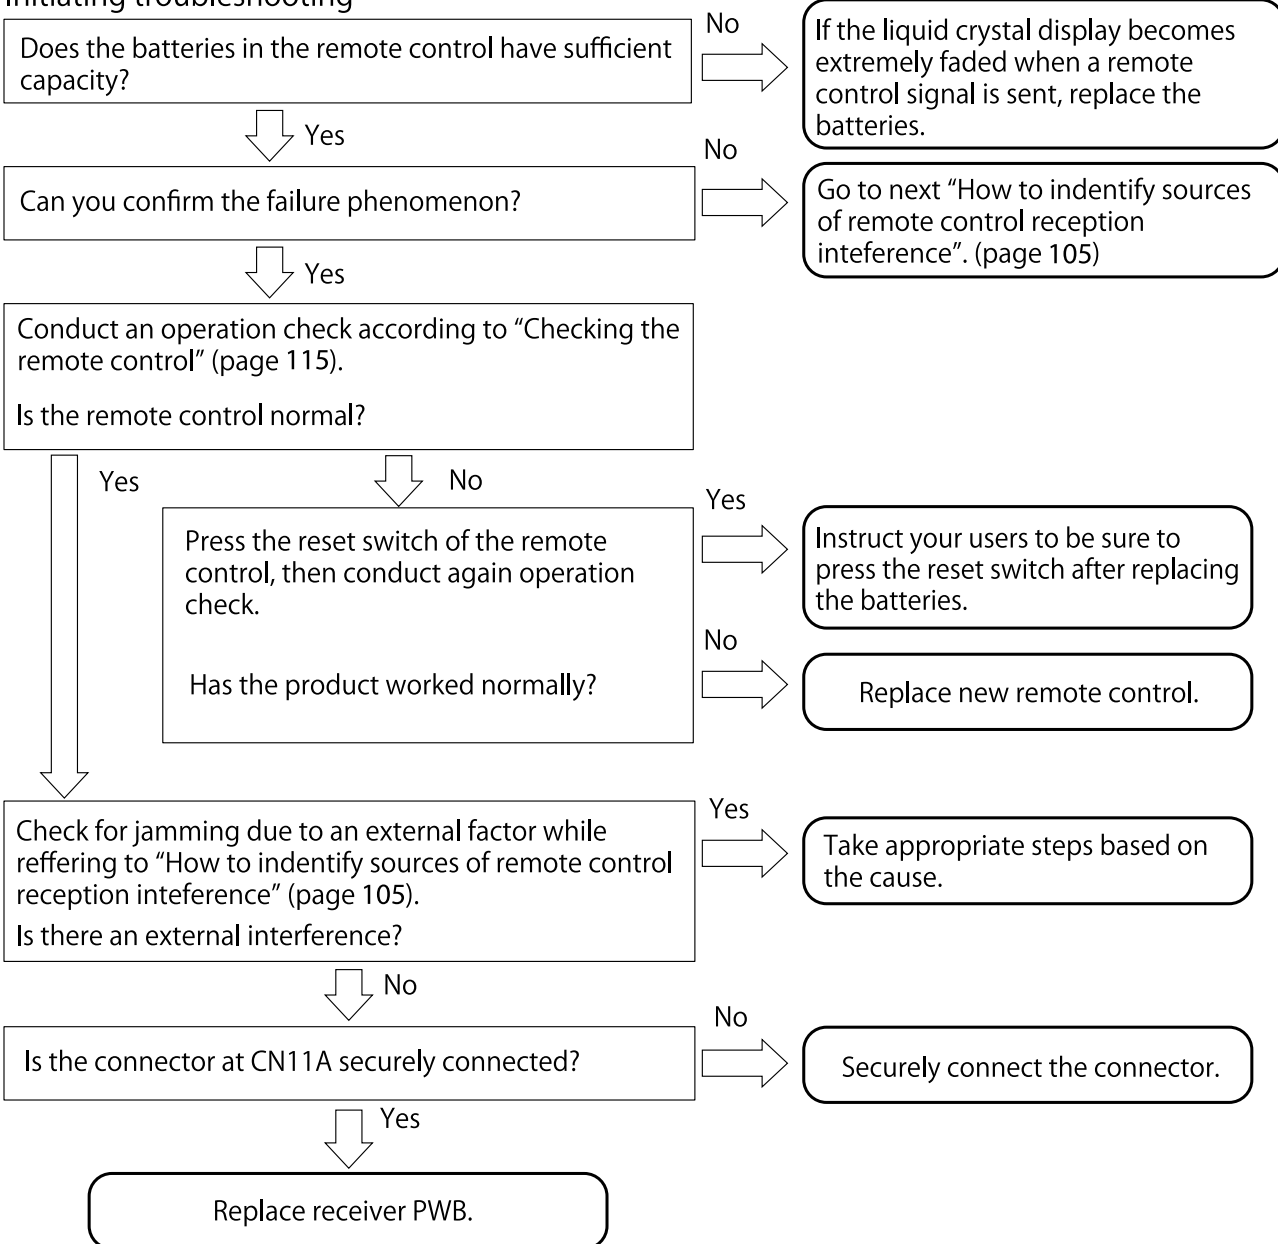 Initiating troubleshooting
Does the batteries in the remote control have sufficient
capacity?
No
If the liquid crystal display becomes
extremely faded when a remote
control signal is sent, replace the
batteries.
Yes
Can you confirm the failure phenomenon?
No
Go to next “How to indentify sources
of remote control reception
inteference”. (page 105)
Yes
Conduct an operation check according to “Checking the
remote control” (page 115).
Is the remote control normal?
Yes
No
Press the reset switch of the remote
control, then conduct again operation
check.
Has the product worked normally?
Yes
Instruct your users to be sure to
press the reset switch after replacing
the batteries.
No
Replace new remote control.
Check for jamming due to an external factor while
reffering to “How to indentify sources of remote control
reception inteference” (page 105).
Is there an external interference?
Yes
Take appropriate steps based on
the cause.
No
Is the connector at CN11A securely connected?
No
Securely connect the connector.
Yes
Replace receiver PWB.